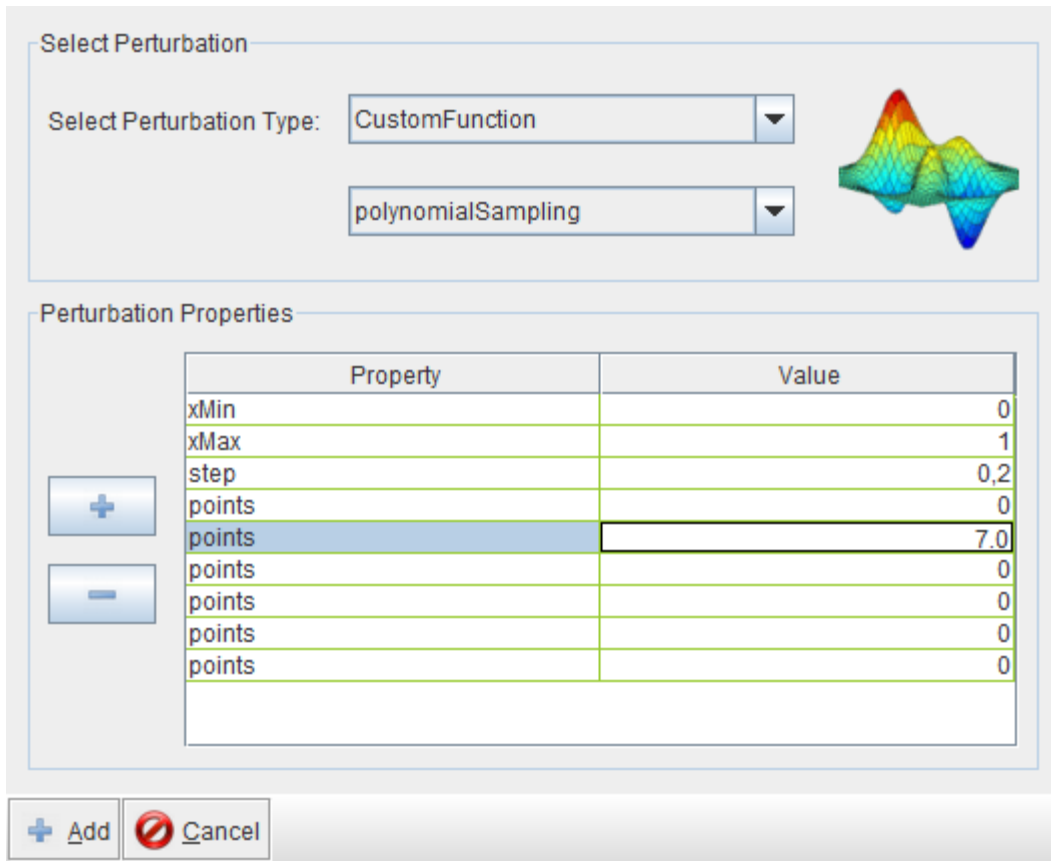 Select Perturbation
Select Perturbation Type: CustomFunction
polynomialSampling
Perturbation Properties
Property Value
xMin 0
xMax 1
step 0,2
points 0
points 7.0
points 0
points 0
points 0
points 0
Add Cancel